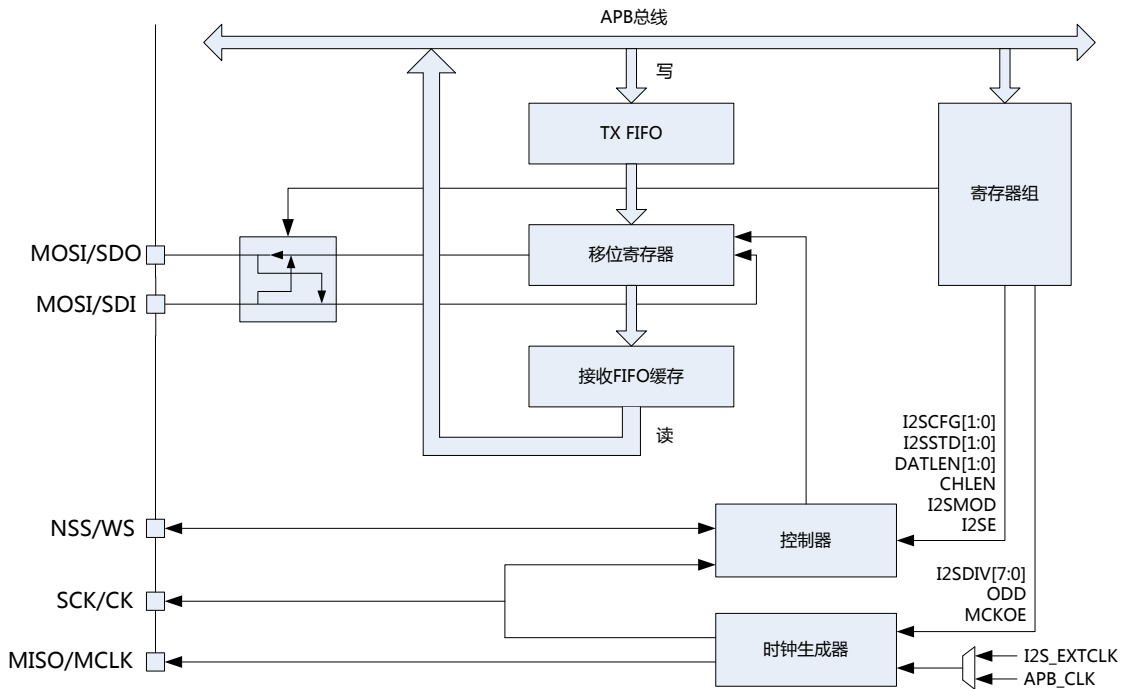 APB总线
写
TX FIFO
寄存器组
MOSI/SDO
移位寄存器
MOSI/SDI
接收FIFO缓存
读
I2SCFG[1:0]
I2SSTD[1:0]
DATLEN[1:0]
CHLEN
I2SMOD
I2SE
NSS/WS
控制器
I2SDIV[7:0]
ODD
MCKOE
SCK/CK
时钟生成器
MISO/MCLK
I2S_EXTCLK
APB_CLK